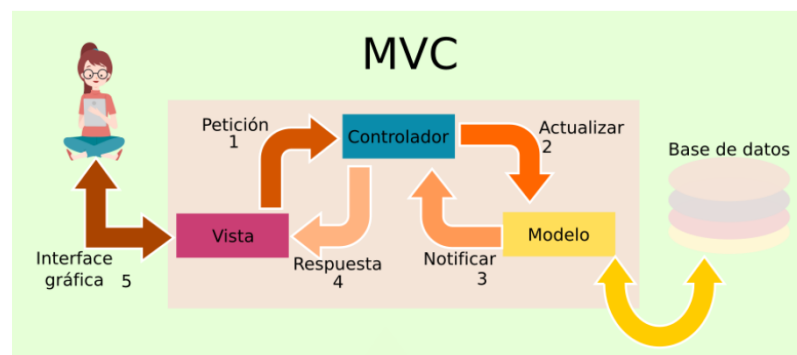 MVC
Petición
1
Controlador
Actualizar
2
Base de datos
Vista
Modelo
Interface
gráfica 5
Respuesta
4
Notificar
3